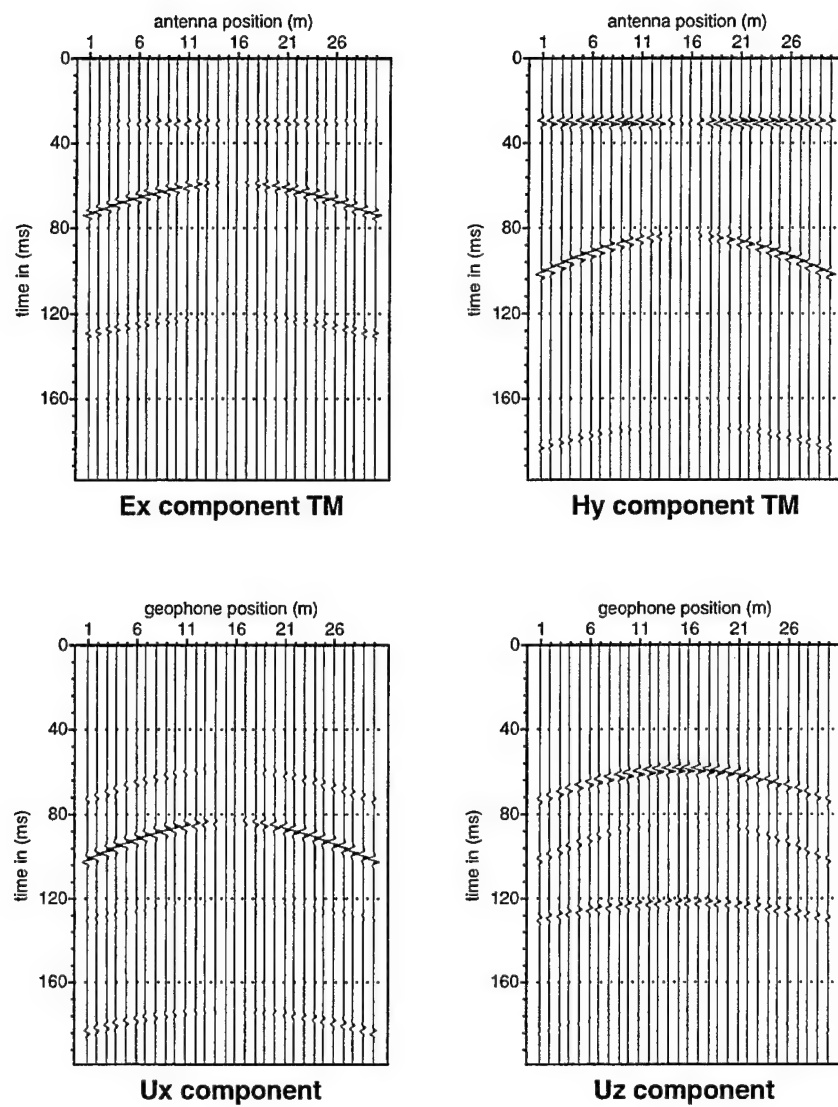 antenna position (m)
1 6 11 16 21 26
0
40
80
120
160
time in (ms)
Ex component TM
antenna position (m)
1 6 11 16 21 26
0
40
80
120
160
time in (ms)
Hy component TM
geophone position (m)
1 6 11 16 21 26
0
40
80
120
160
time in (ms)
Ux component
geophone position (m)
1 6 11 16 21 26
0
40
80
120
160
time in (ms)
Uz component